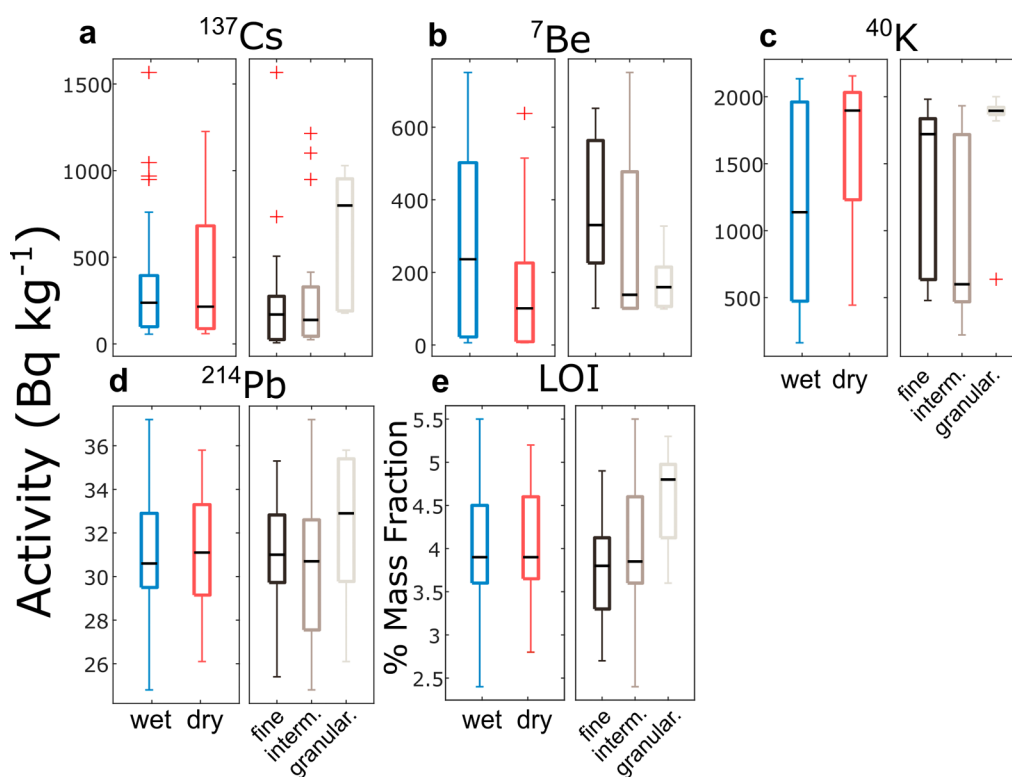 a ¹³⁷Cs
b ⁷Be
c ⁴⁰K
1500
1000
500
0
600
400
200
0
2000
1500
1000
500
wet dry
fine
interm.
granular.
Activity (Bq kg⁻¹)
d ²¹⁴Pb
e LOI
36
34
32
30
28
26
wet dry
fine
interm.
granular.
% Mass Fraction
5.5
5
4.5
4
3.5
3
2.5
wet dry
fine
interm.
granular.